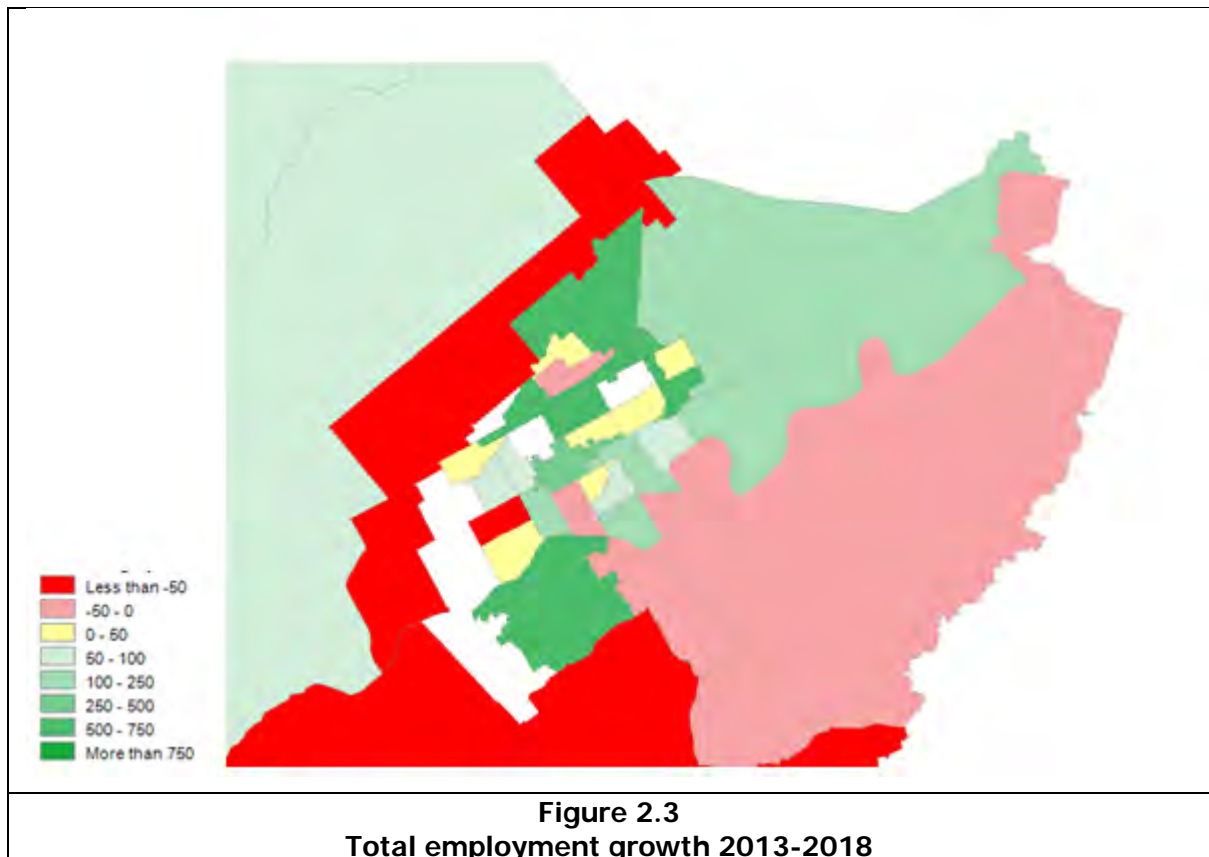 Less than -50
-50 - 0
0 - 50
50 - 100
100 - 250
250 - 500
500 - 750
More than 750
Figure 2.3
Total employment growth 2013-2018